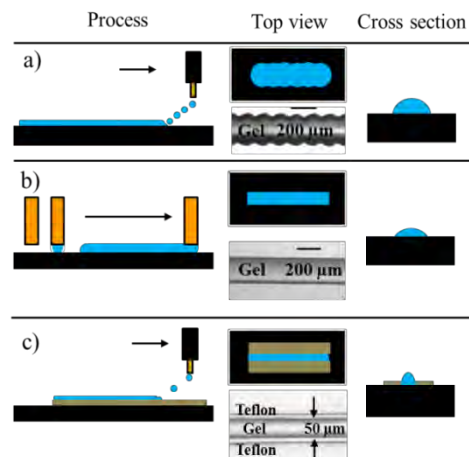 Process Top view Cross section
a)
Gel 200 µm
b)
Gel 200 µm
c)
Teflon
Gel 50 µm
Teflon